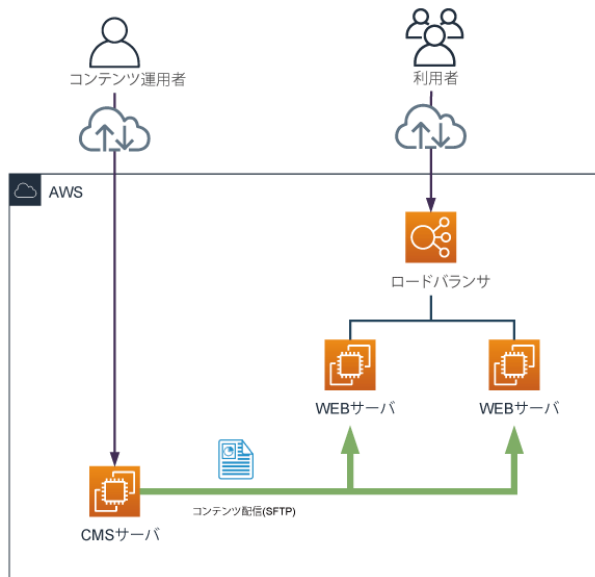 コンテンツ運用者
利用者
AWS
ロードバランサ
WEBサーバ
WEBサーバ
コンテンツ配信(SFTP)
CMSサーバ